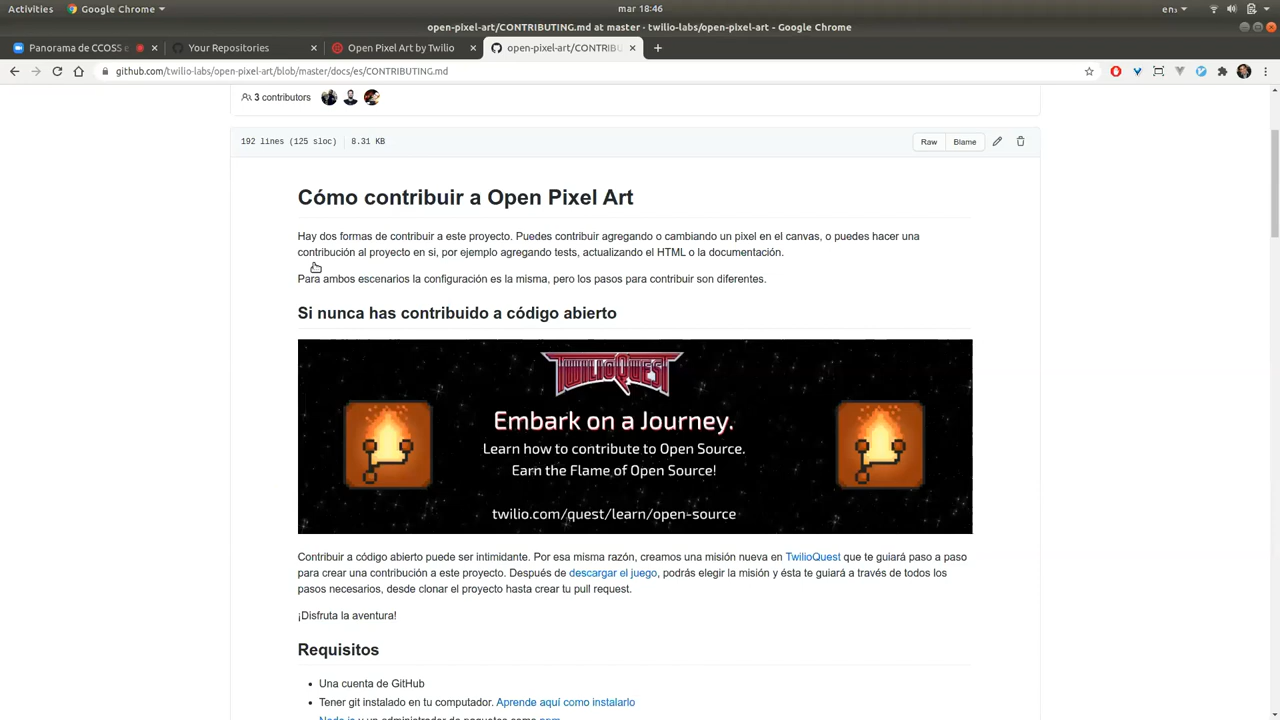 Activities
Google Chrome
mar 18:46
en₁
open-pixel-art/CONTRIBUTING.md at master · twilio-labs/open-pixel-art - Google Chrome
Panorama de CCOSS e
Your Repositories
Open Pixel Art by Twilio
open-pixel-art/CONTRIBU
github.com/twilio-labs/open-pixel-art/blob/master/docs/es/CONTRIBUTING.md
3 contributors
192 lines (125 sloc)
8.31 KB
Raw
Blame
Cómo contribuir a Open Pixel Art
Hay dos formas de contribuir a este proyecto. Puedes contribuir agregando o cambiando un pixel en el canvas, o puedes hacer una
contribución al proyecto en si, por ejemplo agregando tests, actualizando el HTML o la documentación.
Para ambos escenarios la configuración es la misma, pero los pasos para contribuir son diferentes.
Si nunca has contribuido a código abierto
TWILIOQUEST
Embark on a Journey.
Learn how to contribute to Open Source.
Earn the Flame of Open Source!
twilio.com/quest/learn/open-source
Contribuir a código abierto puede ser intimidante. Por esa misma razón, creamos una misión nueva en TwilioQuest que te guiará paso a paso
para crear una contribución a este proyecto. Después de descargar el juego, podrás elegir la misión y ésta te guiará a través de todos los
pasos necesarios, desde clonar el proyecto hasta crear tu pull request.
¡Disfruta la aventura!
Requisitos
Una cuenta de GitHub
Tener git instalado en tu computador. Aprende aquí como instalarlo
Node.js y un administrador de paquetes como npm